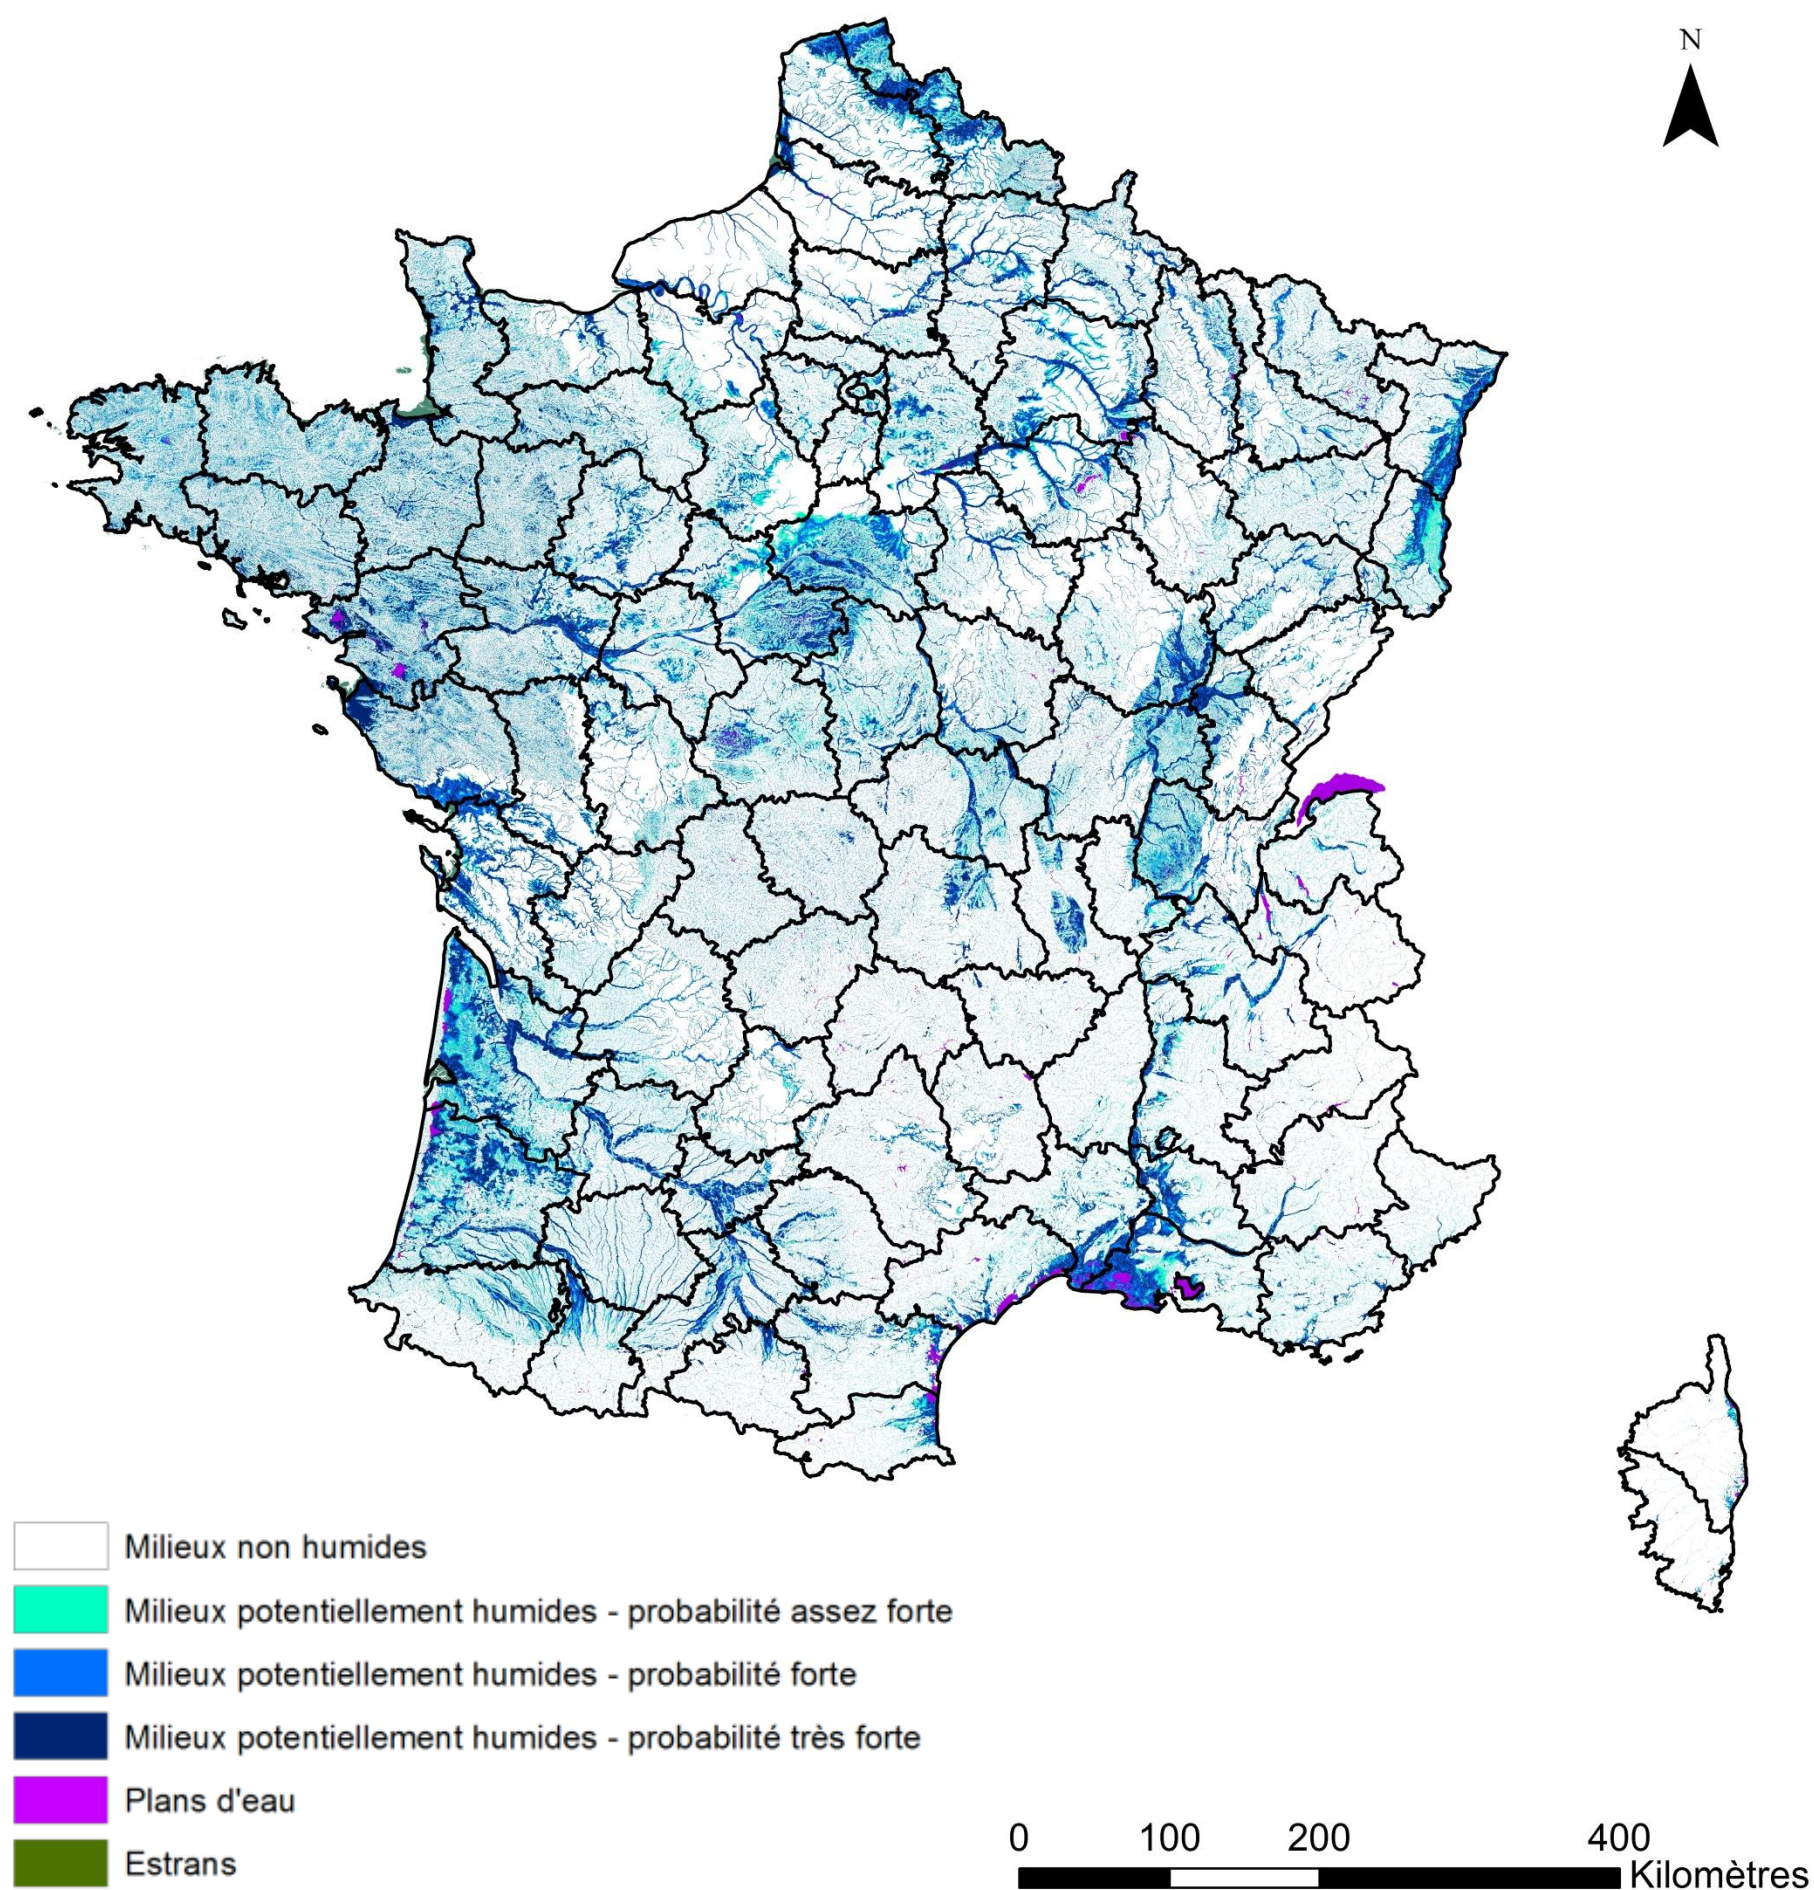 N
Milieux non humides
Milieux potentiellement humides - probabilité assez forte
Milieux potentiellement humides - probabilité forte
Milieux potentiellement humides - probabilité très forte
Plans d'eau
Estrans
0 100 200 400
Kilomètres